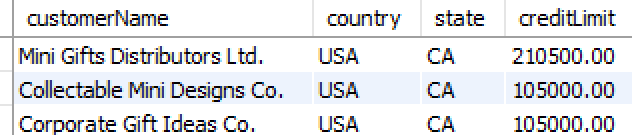 customerName country state creditLimit
Mini Gifts Distributors Ltd. USA CA 210500.00
Collectable Mini Designs Co. USA CA 105000.00
Corporate Gift Ideas Co. USA CA 105000.00